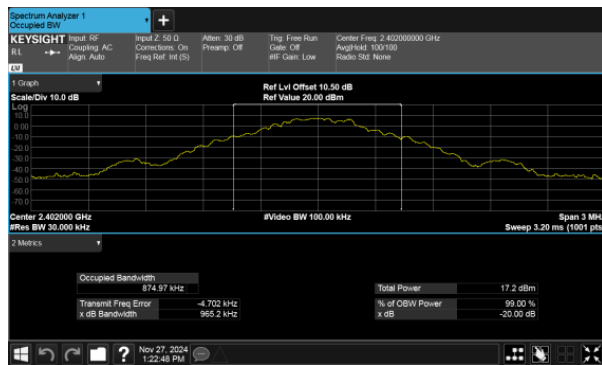 Spectrum Analyzer 1
Occupied BW
KEYSIGHT Input: RF Input Z: 50 Ω Atten: 30 dB Trig: Free Run Center Freq: 2.402000000 GHz
RL Coupling: AC Corrections: On Preamp: Off Gate: Off Avg|Hold: 100/100
Align: Auto Freq Ref: Int (S) #IF Gain: Low Radio Std: None
1 Graph
Ref Lvl Offset 10.50 dB
Scale/Div 10.0 dB Ref Value 20.00 dBm
Log
10.0
0.00
-10.0
-20.0
-30.0
-40.0
-50.0
-60.0
-70.0
Center 2.402000 GHz #Video BW 100.00 kHz Span 3 MHz
#Res BW 30.000 kHz Sweep 3.20 ms (1001 pts
2 Metrics
Occupied Bandwidth
874.97 kHz Total Power 17.2 dBm
Transmit Freq Error -4.702 kHz % of OBW Power 99.00 %
x dB Bandwidth 965.2 kHz x dB -20.00 dB
? Nov 27, 2024
1:22:48 PM